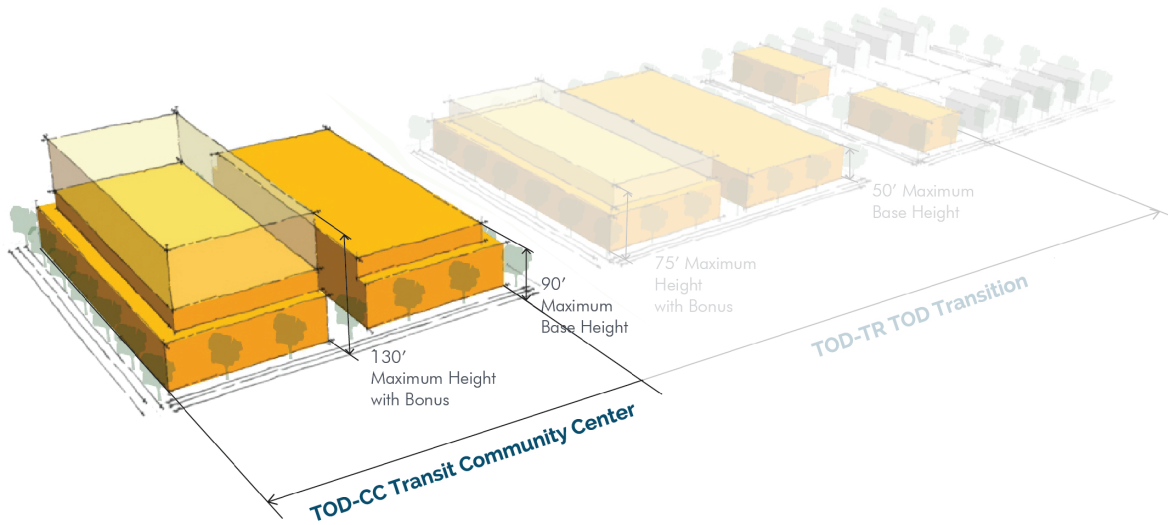 50’ Maximum
Base Height
75’ Maximum
Height
with Bonus
TOD-TR TOD Transition
90’
Maximum
Base Height
130’
Maximum Height
with Bonus
TOD-CC Transit Community Center